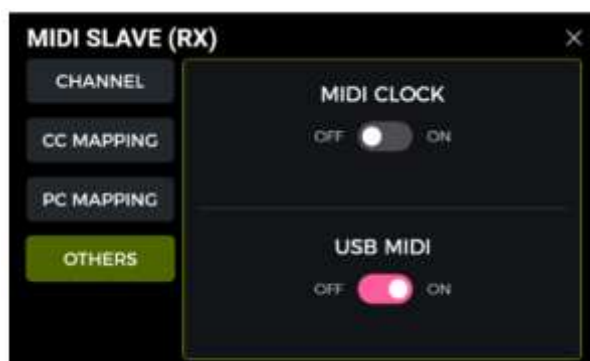 MIDI SLAVE (RX)
CHANNEL
CC MAPPING
PC MAPPING
OTHERS
MIDI CLOCK
OFF ON
USB MIDI
OFF ON